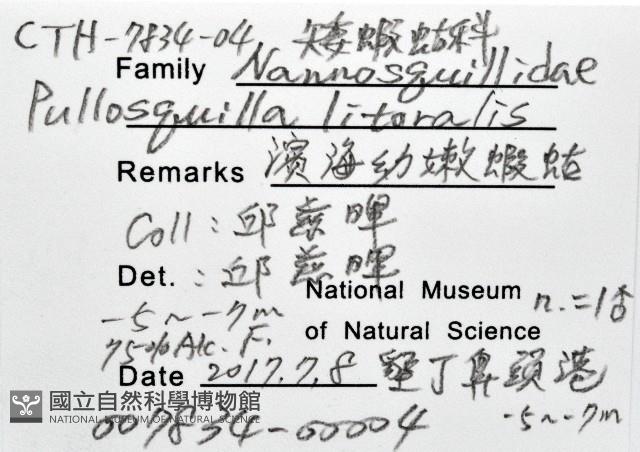 CTH-7834-04 矮蝦蛄科
Family Nannosquillidae
Pullosquilla litoralis
Remarks 濱海幼嫩蝦蛄
Coll: 邱慈暉
Det.: 邱慈暉
-5~-7m National Museum n.=1
75% Alc. F. of Natural Science
Date 2017.7.8 墾丁鼻頭港
國立自然科學博物館
NATIONAL MUSEUM OF NATURAL SCIENCE
007834-00004 -5~-7m